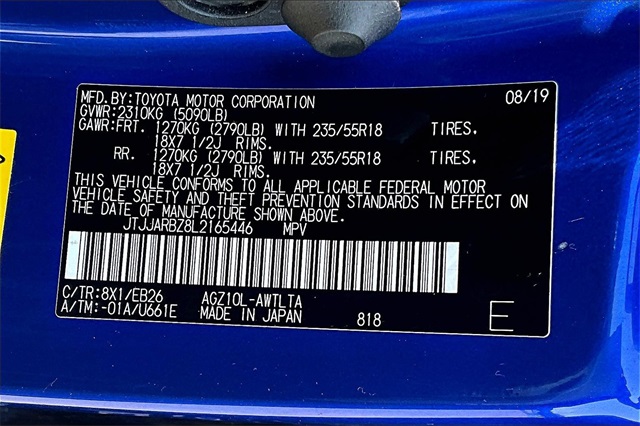 MFD.BY:TOYOTA MOTOR CORPORATION 08/19
GVWR:2310KG (5090LB)
GAWR:FRT. 1270KG (2790LB) WITH 235/55R18 TIRES.
18X7 1/2J RIMS.
RR. 1270KG (2790LB) WITH 235/55R18 TIRES.
18X7 1/2J RIMS.
THIS VEHICLE CONFORMS TO ALL APPLICABLE FEDERAL MOTOR
VEHICLE SAFETY AND THEFT PREVENTION STANDARDS IN EFFECT ON
THE DATE OF MANUFACTURE SHOWN ABOVE.
JTJJARBZ8L2165446 MPV
C/TR:8X1/EB26 AGZ10L-AWTLTA
A/TM:-01A/U661E MADE IN JAPAN 818 E